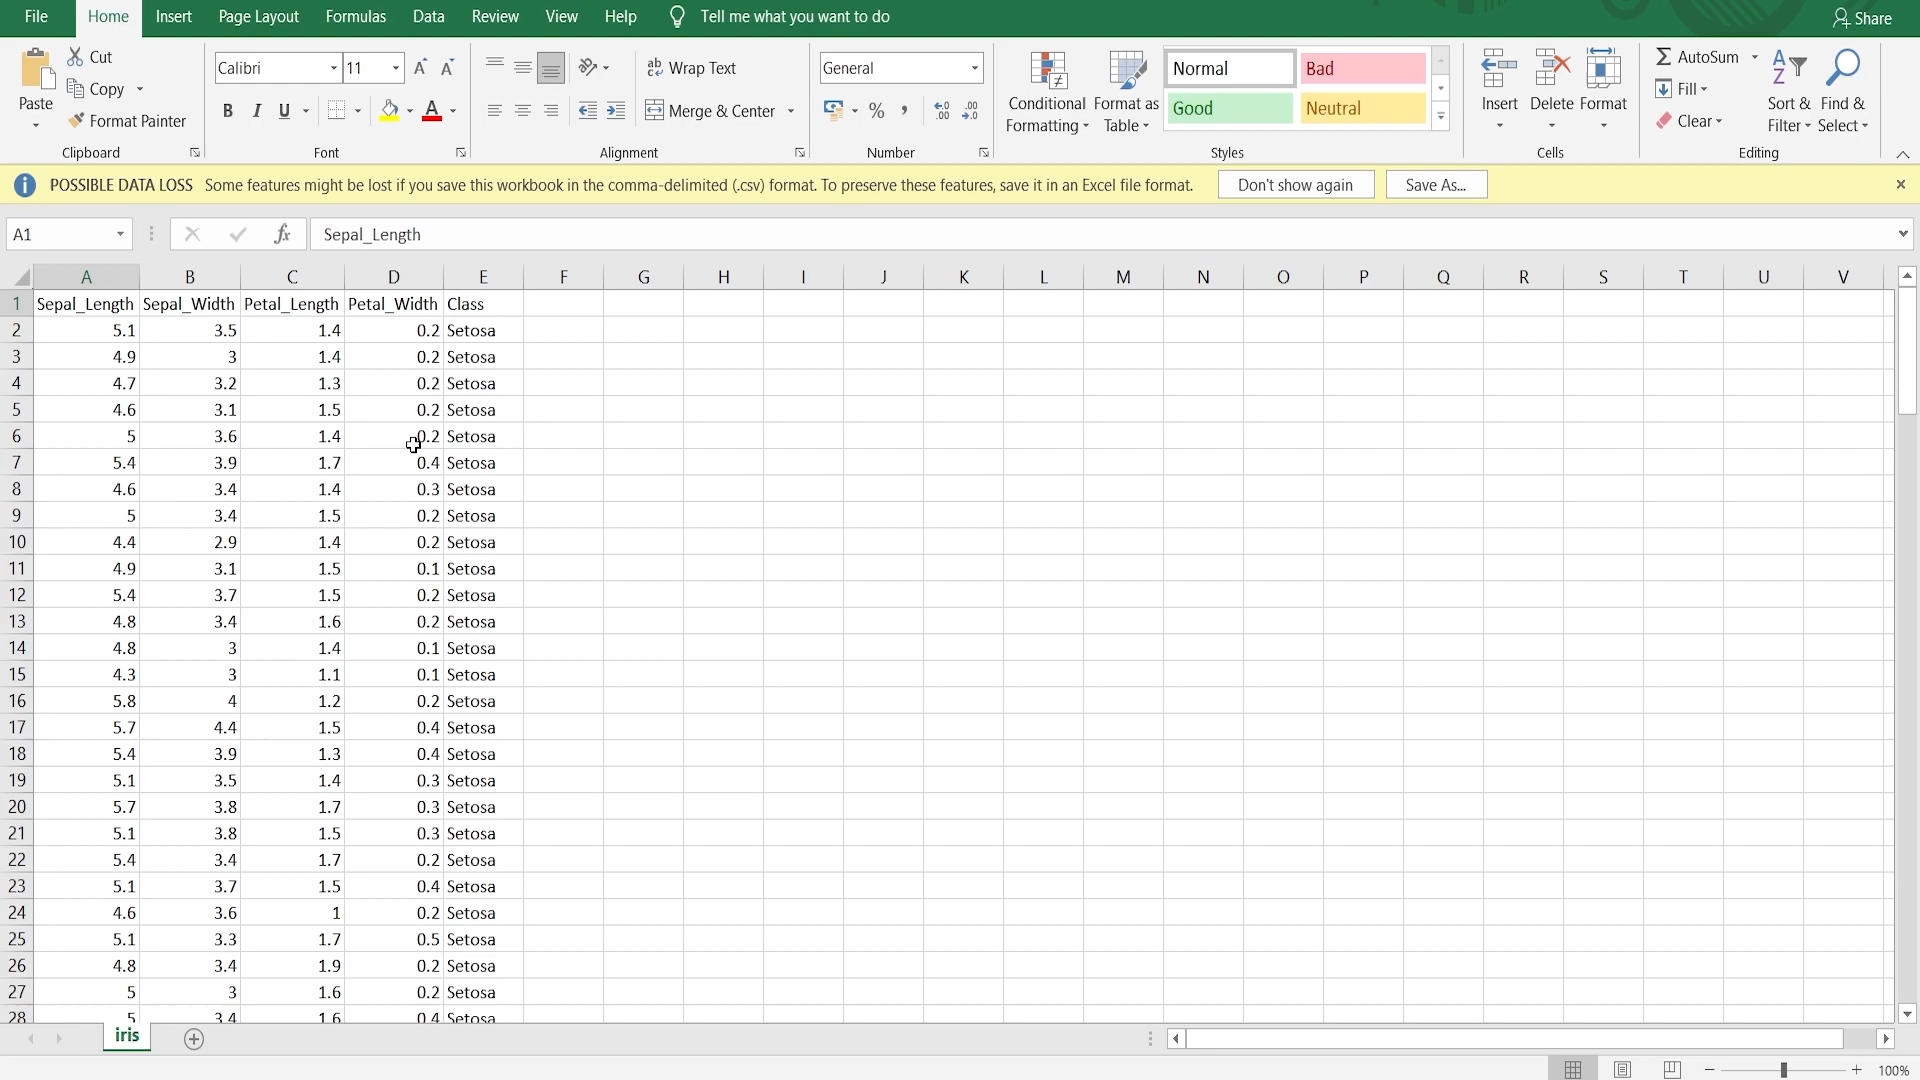 File Home Insert Page Layout Formulas Data Review View Help Tell me what you want to do Share
Paste Cut Copy Format Painter Clipboard
Calibri 11 B I U A Font
Wrap Text Merge & Center Alignment
General % , Number
Conditional Formatting Format as Table Normal Bad Good Neutral Styles
Insert Delete Format Cells
AutoSum Fill Clear Sort & Filter Find & Select Editing
POSSIBLE DATA LOSS Some features might be lost if you save this workbook in the comma-delimited (.csv) format. To preserve these features, save it in an Excel file format. Don't show again Save As...
A1 fx Sepal_Length
A B C D E F G H I J K L M N O P Q R S T U V
1 Sepal_Length Sepal_Width Petal_Length Petal_Width Class
2 5.1 3.5 1.4 0.2 Setosa
3 4.9 3 1.4 0.2 Setosa
4 4.7 3.2 1.3 0.2 Setosa
5 4.6 3.1 1.5 0.2 Setosa
6 5 3.6 1.4 0.2 Setosa
7 5.4 3.9 1.7 0.4 Setosa
8 4.6 3.4 1.4 0.3 Setosa
9 5 3.4 1.5 0.2 Setosa
10 4.4 2.9 1.4 0.2 Setosa
11 4.9 3.1 1.5 0.1 Setosa
12 5.4 3.7 1.5 0.2 Setosa
13 4.8 3.4 1.6 0.2 Setosa
14 4.8 3 1.4 0.1 Setosa
15 4.3 3 1.1 0.1 Setosa
16 5.8 4 1.2 0.2 Setosa
17 5.7 4.4 1.5 0.4 Setosa
18 5.4 3.9 1.3 0.4 Setosa
19 5.1 3.5 1.4 0.3 Setosa
20 5.7 3.8 1.7 0.3 Setosa
21 5.1 3.8 1.5 0.3 Setosa
22 5.4 3.4 1.7 0.2 Setosa
23 5.1 3.7 1.5 0.4 Setosa
24 4.6 3.6 1 0.2 Setosa
25 5.1 3.3 1.7 0.5 Setosa
26 4.8 3.4 1.9 0.2 Setosa
27 5 3 1.6 0.2 Setosa
28 5 3.4 1.6 0.4 Setosa
iris
100%